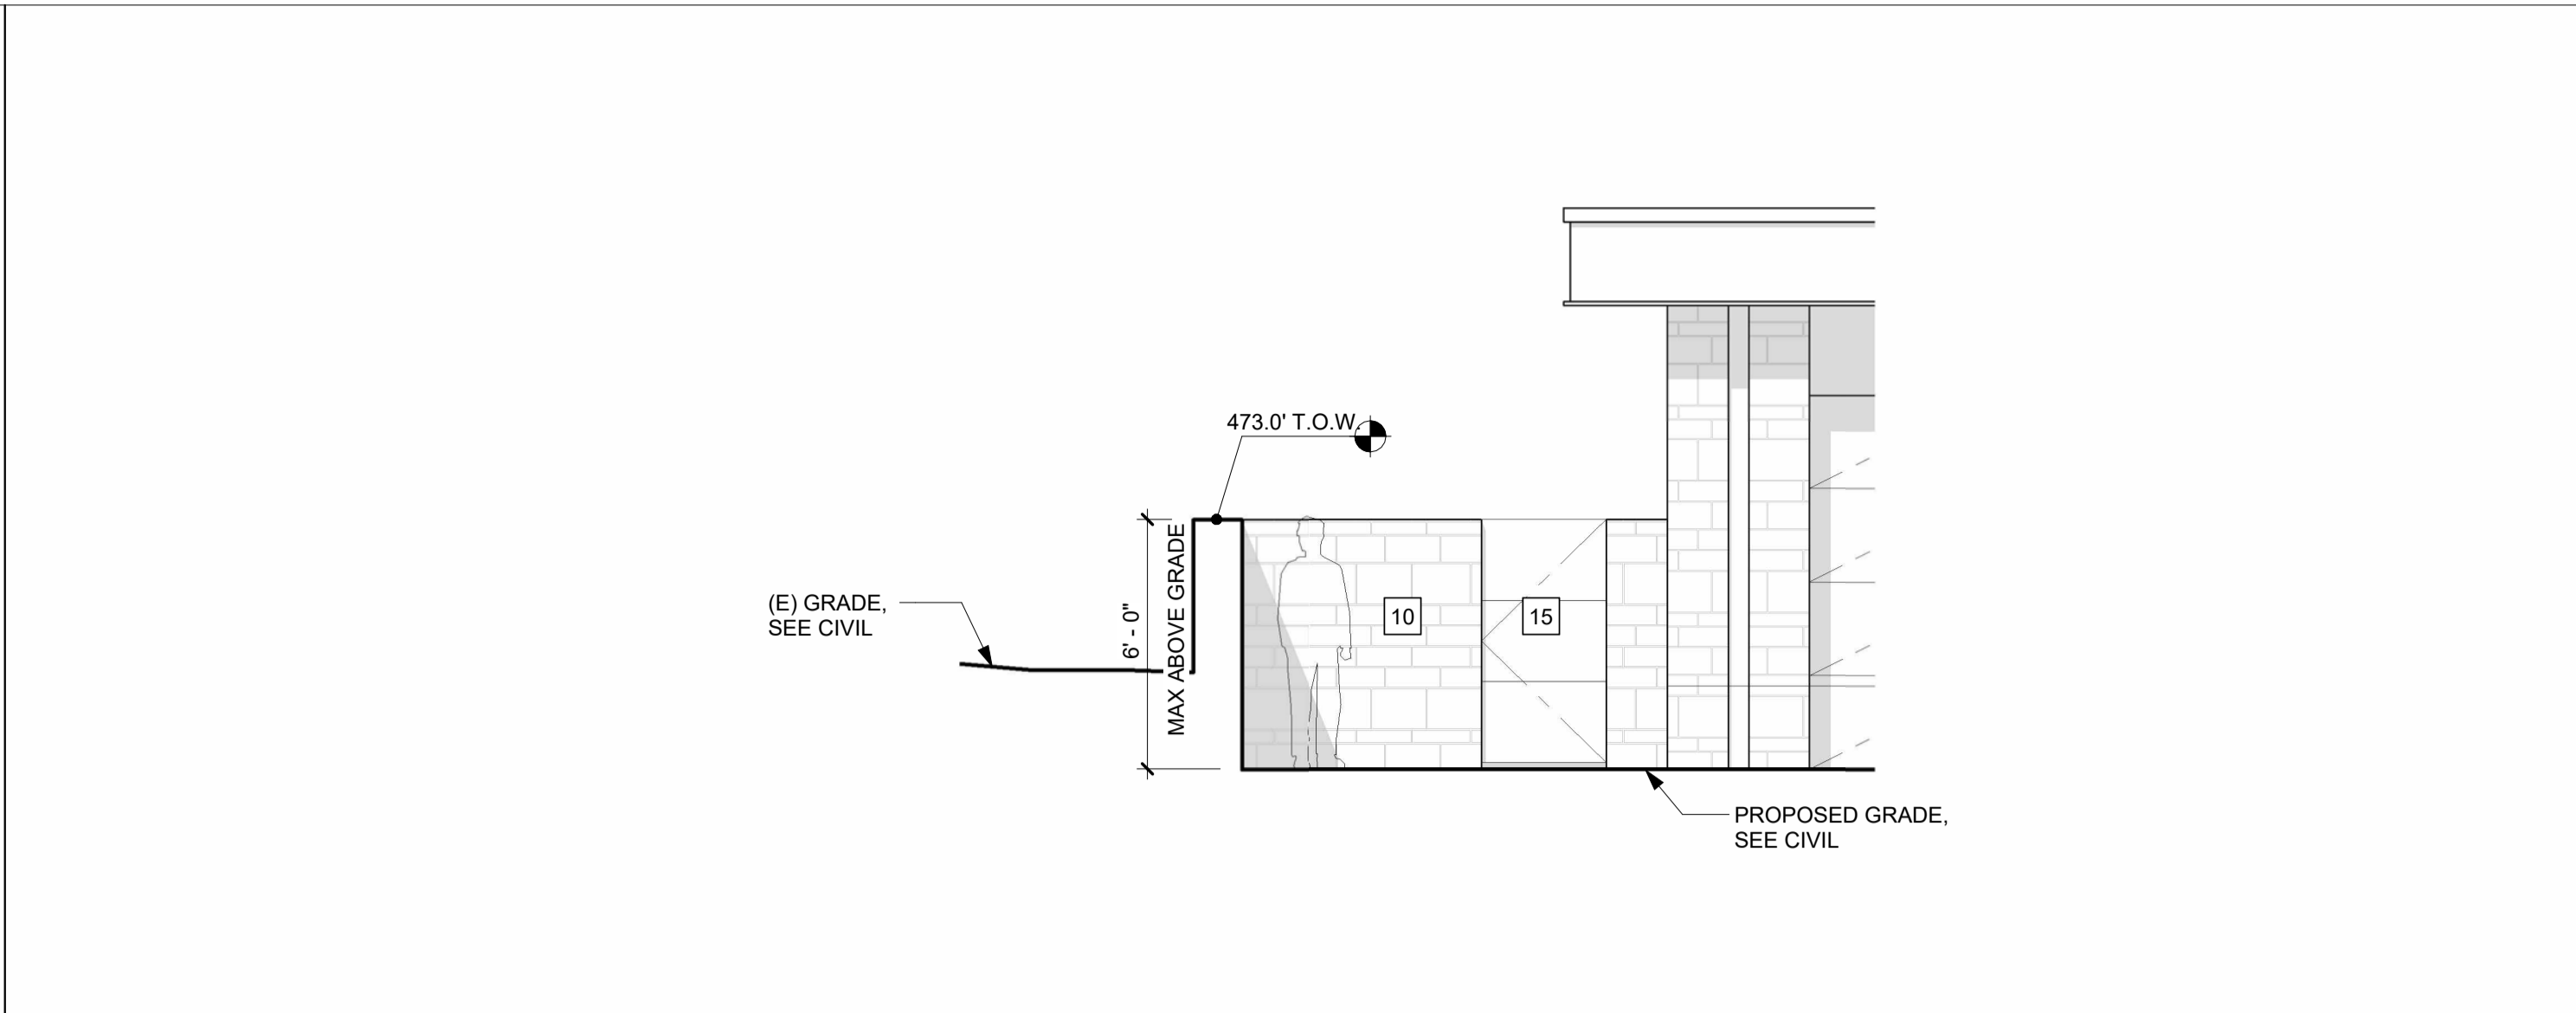 473.0' T.O.W.
6' - 0"
MAX ABOVE GRADE
(E) GRADE,
SEE CIVIL
10
15
PROPOSED GRADE,
SEE CIVIL